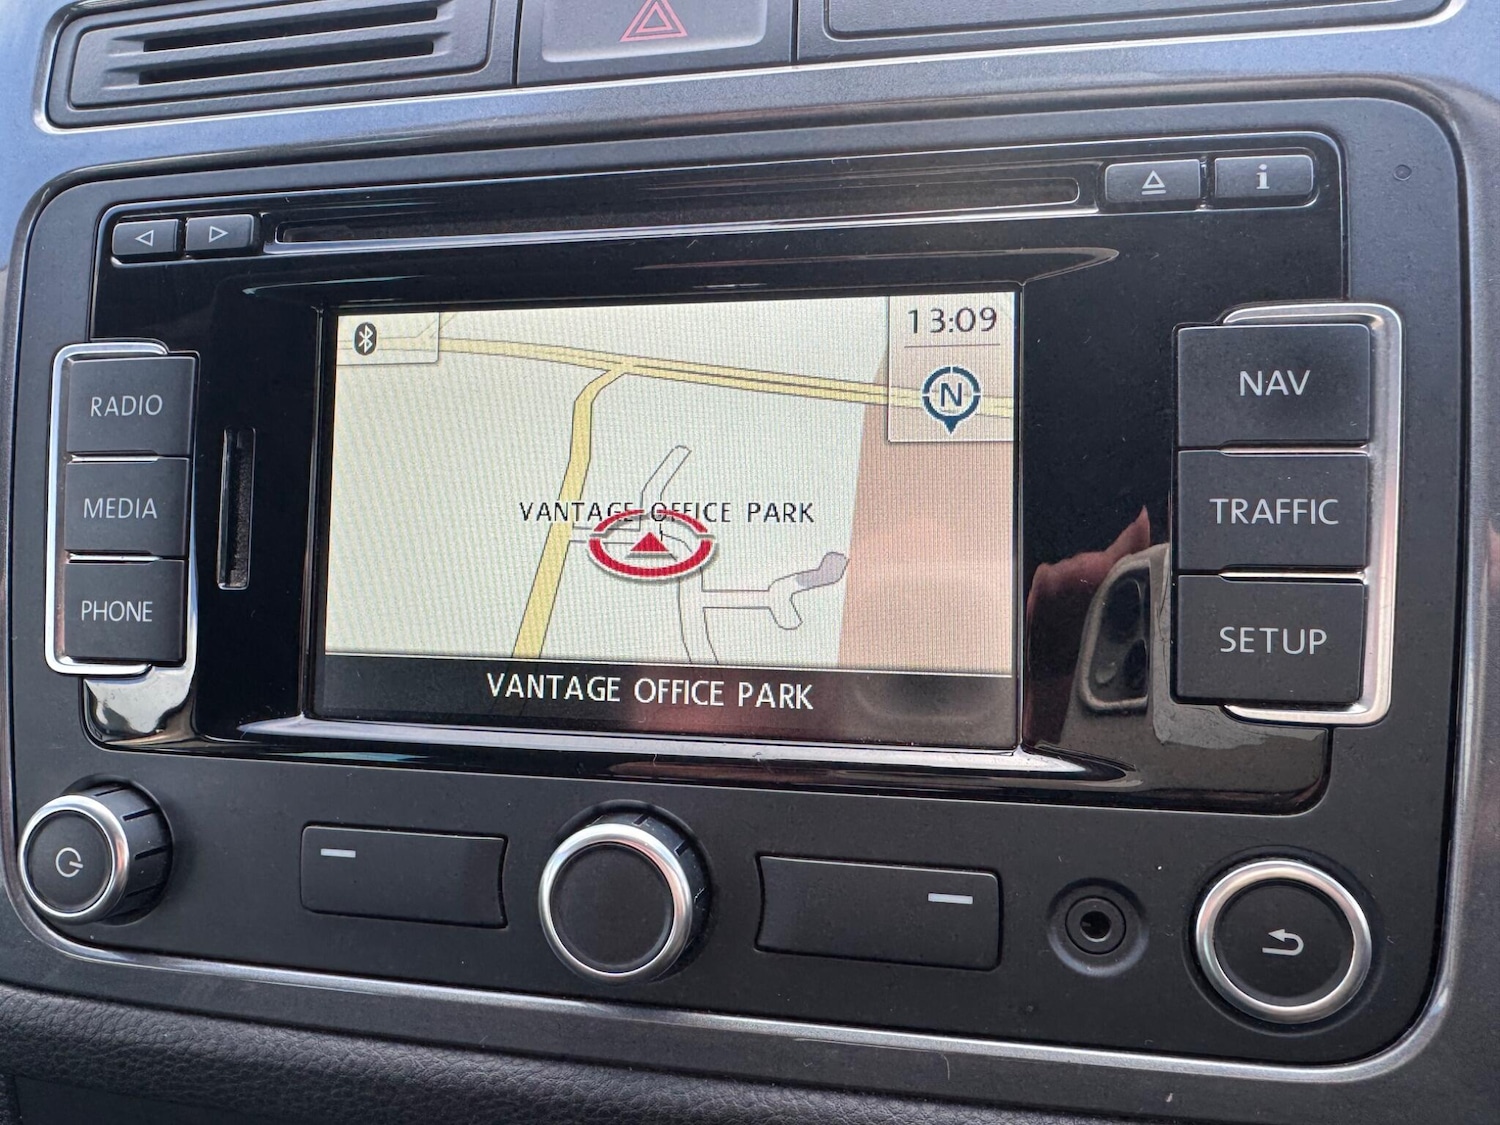 i
RADIO
MEDIA
PHONE
13:09
N
VANTAGE OFFICE PARK
VANTAGE OFFICE PARK
NAV
TRAFFIC
SETUP